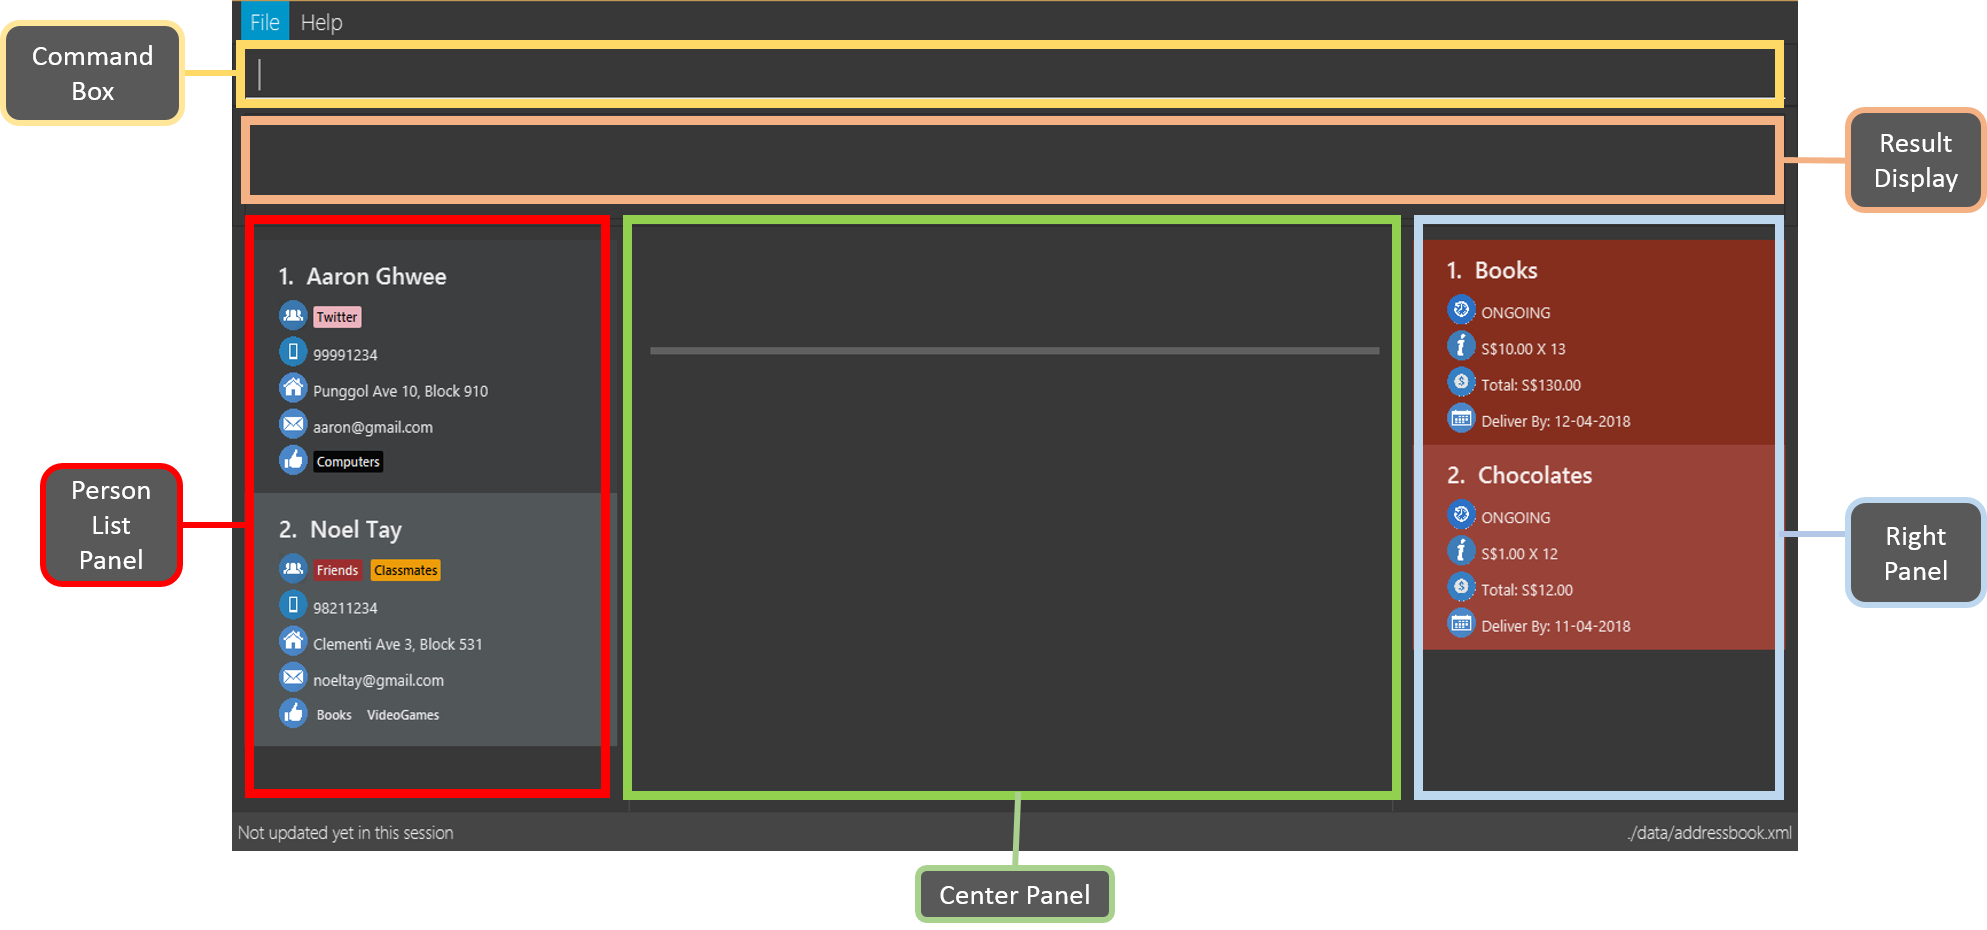 File Help
Command
Box
Result
Display
1. Aaron Ghwee
Twitter
99991234
Punggol Ave 10, Block 910
aaron@gmail.com
Computers
2. Noel Tay
Friends Classmates
98211234
Clementi Ave 3, Block 531
noeltay@gmail.com
Books VideoGames
Person
List
Panel
1. Books
ONGOING
S$10.00 X 13
Total: S$130.00
Deliver By: 12-04-2018
2. Chocolates
ONGOING
S$1.00 X 12
Total: S$12.00
Deliver By: 11-04-2018
Right
Panel
Not updated yet in this session
./data/addressbook.xml
Center Panel